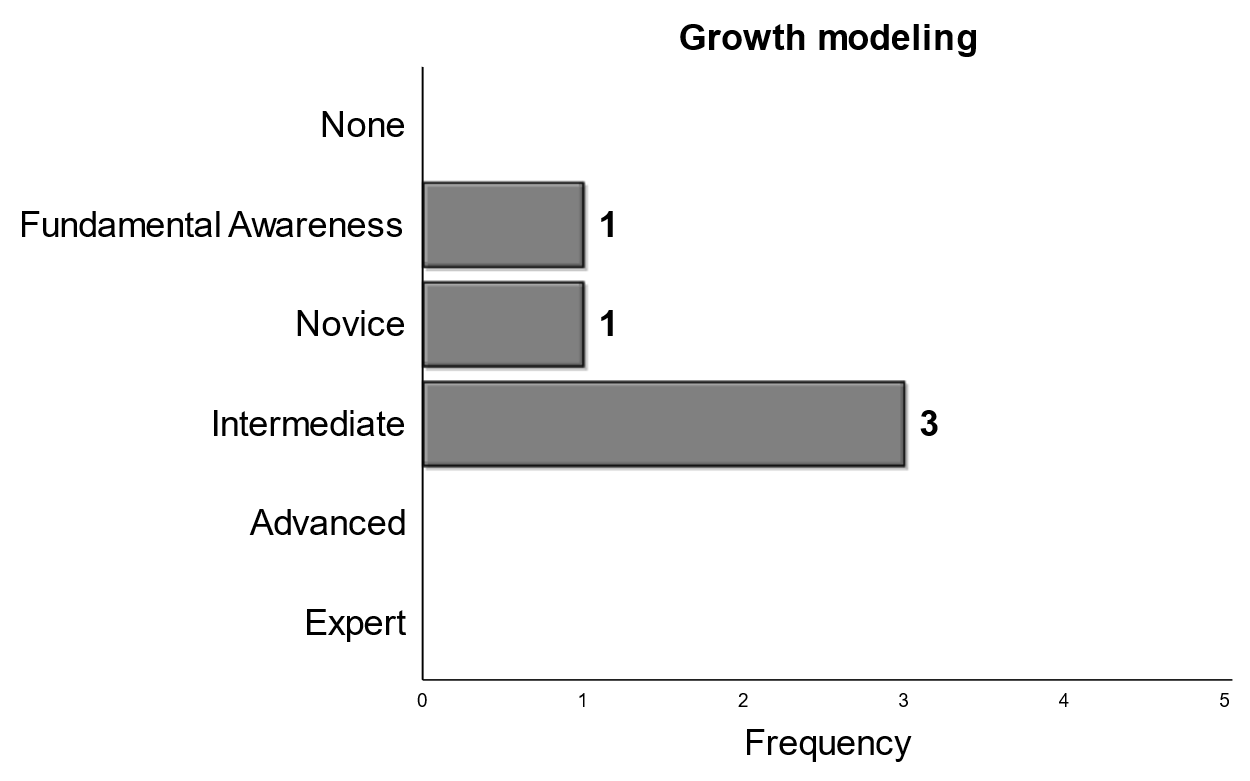 Growth modeling
None
Fundamental Awareness
1
Novice
1
Intermediate
3
Advanced
Expert
0 1 2 3 4 5
Frequency